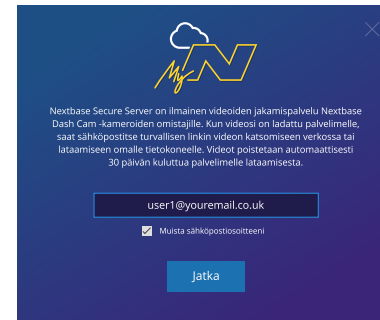 My N
Nextbase Secure Server on ilmainen videoiden jakamispalvelu Nextbase
Dash Cam -kameroiden omistajille. Kun videosi on ladattu palvelimelle,
saat sähköpostitse turvallisen linkin videon katsomiseen verkossa tai
lataamiseen omalle tietokoneelle. Videot poistetaan automaattisesti
30 päivän kuluttua palvelimelle lataamisesta.
user1@youremail.co.uk
Muista sähköpostiosoitteeni
Jatka